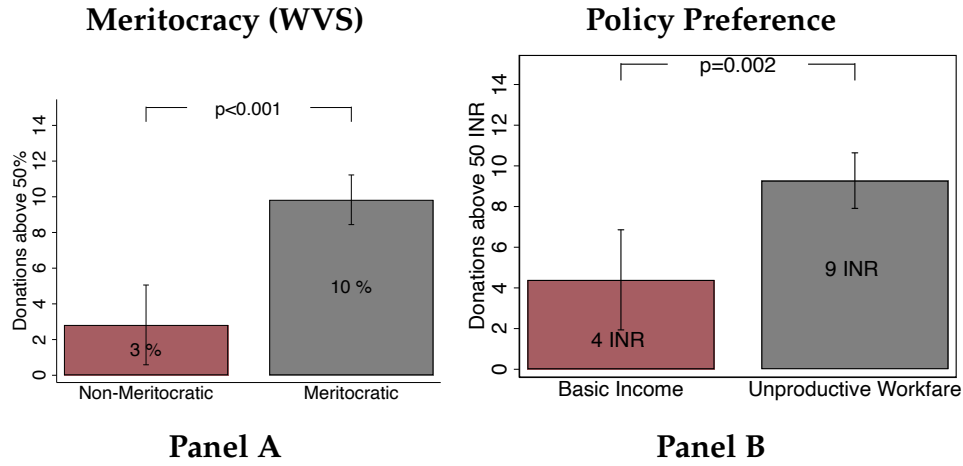 Meritocracy (WVS)
Policy Preference
p<0.001
Donations above 50%
14
12
10
8
6
4
2
0
10 %
3 %
Non-Meritocratic
Meritocratic
Panel A
p=0.002
Donations above 50 INR
14
12
10
8
6
4
2
0
9 INR
4 INR
Basic Income
Unproductive Workfare
Panel B